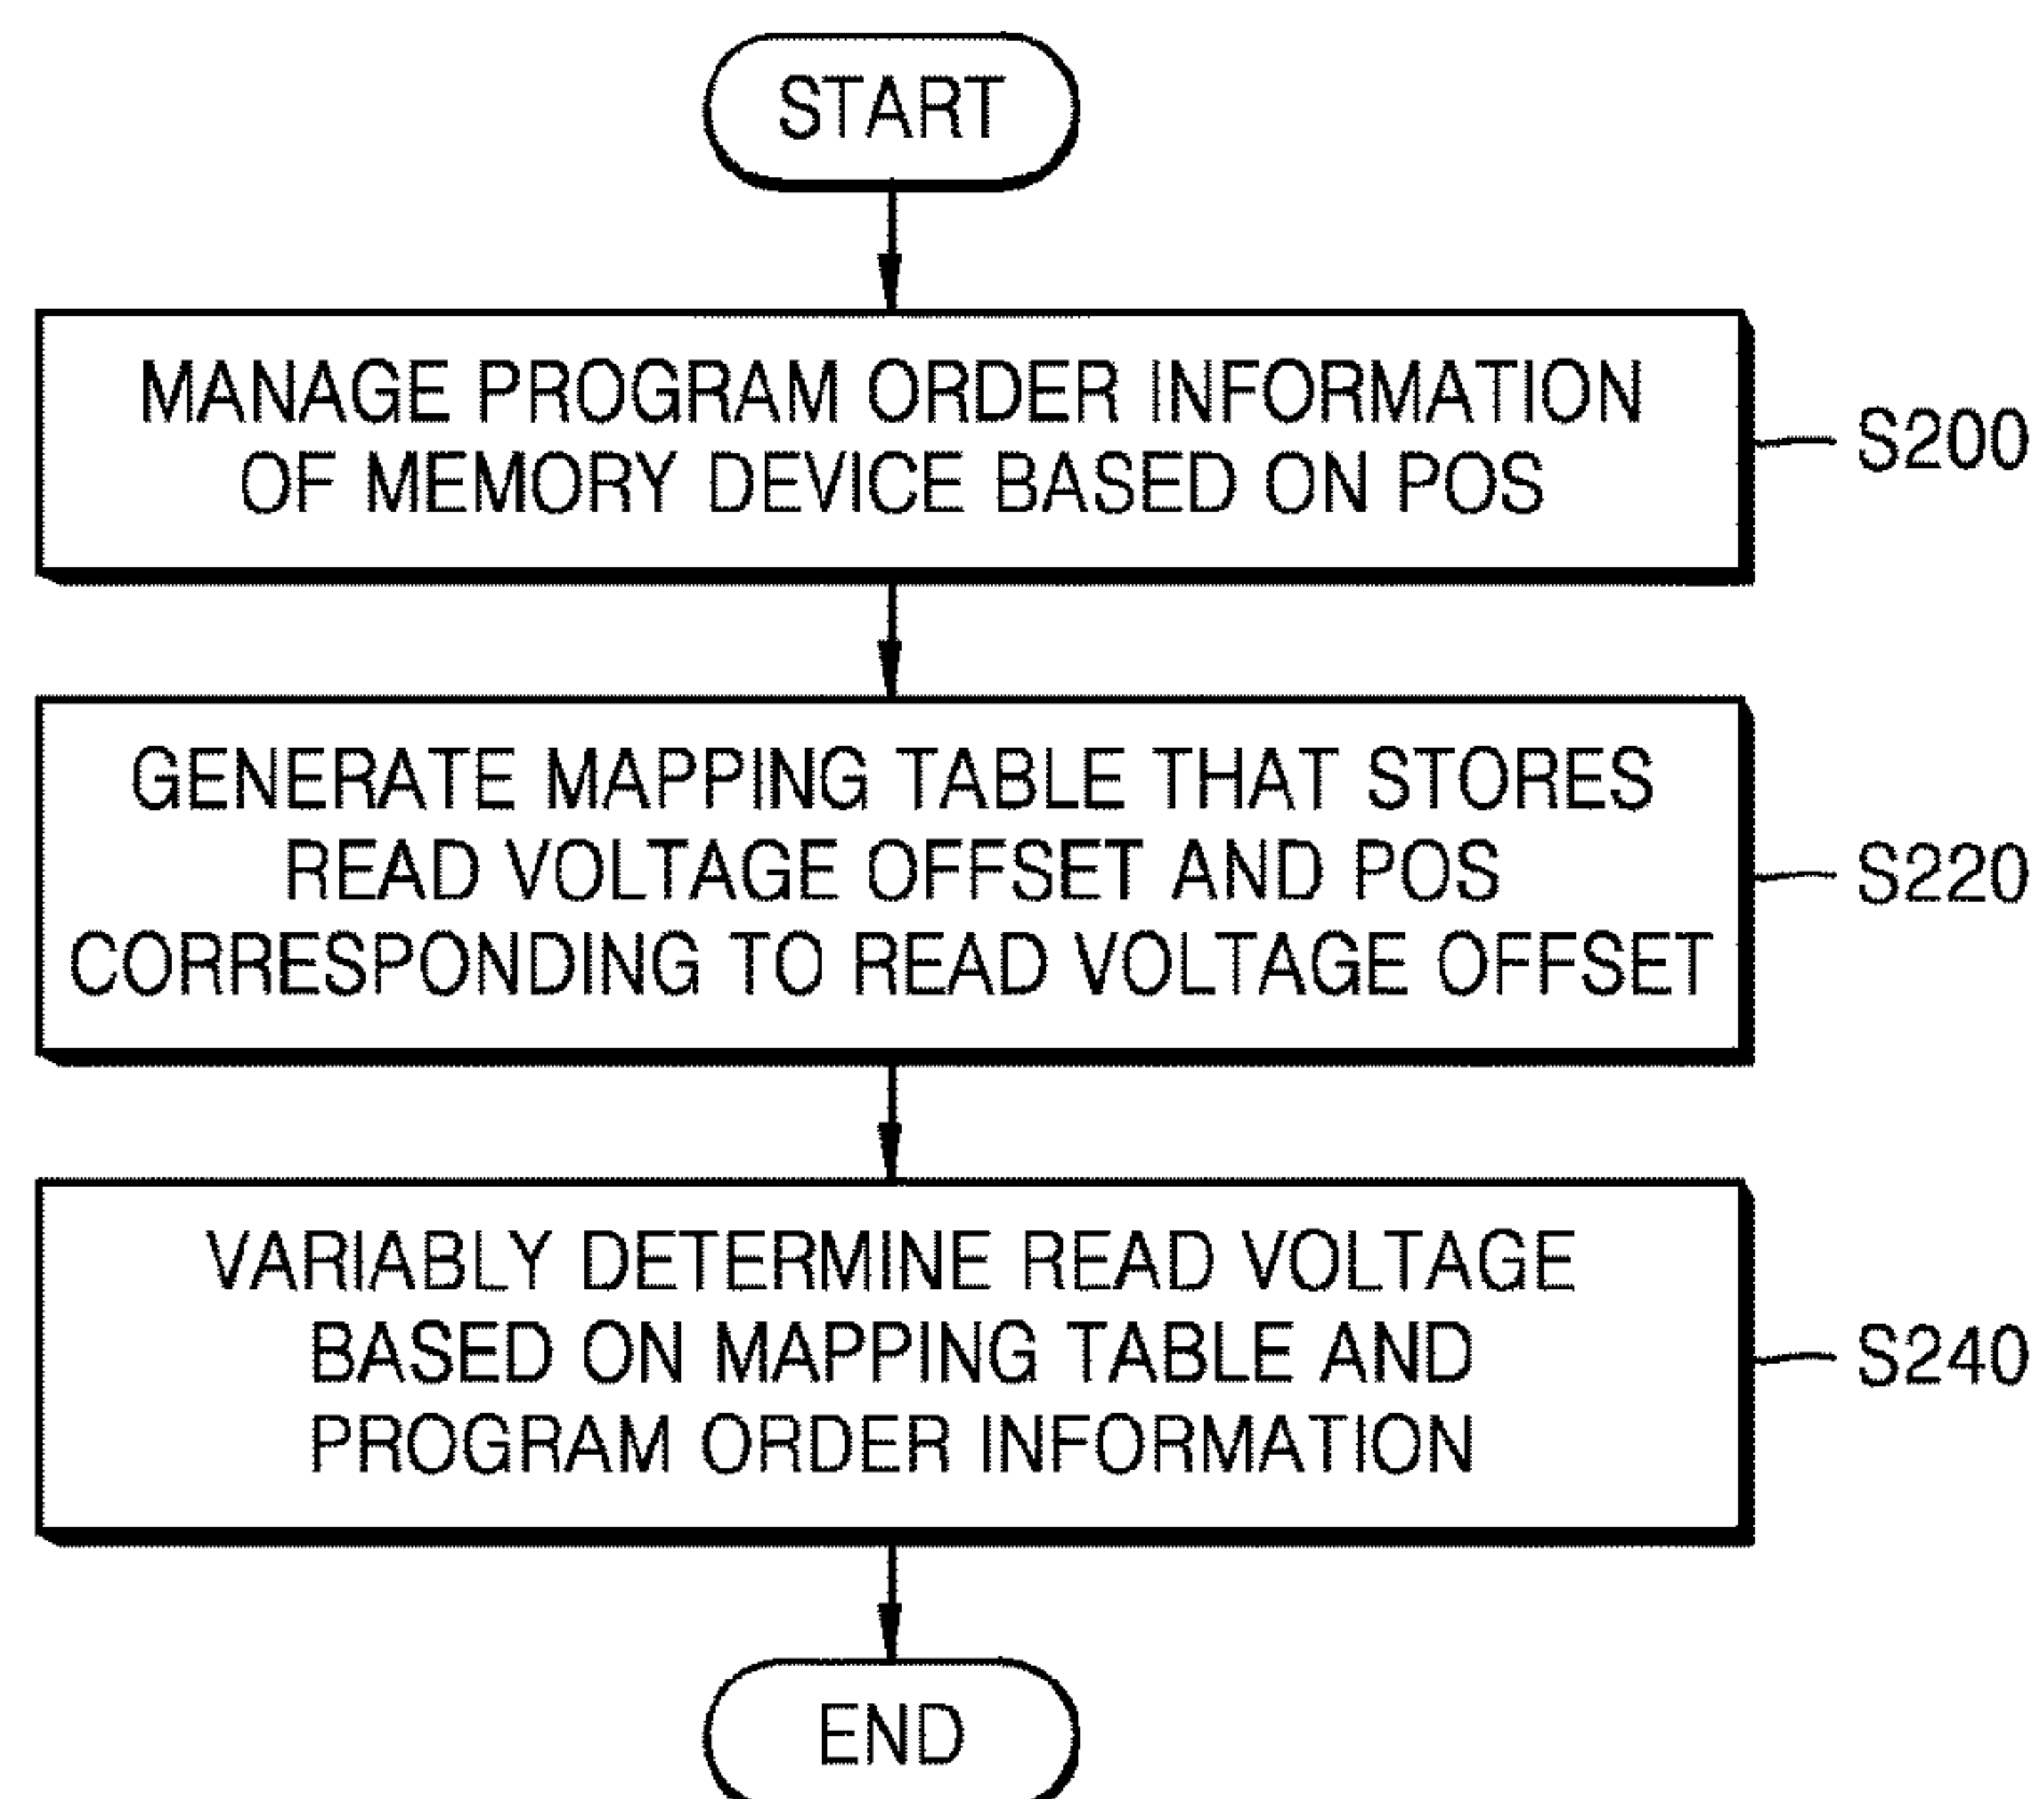 START
MANAGE PROGRAM ORDER INFORMATION
OF MEMORY DEVICE BASED ON POS
S200
GENERATE MAPPING TABLE THAT STORES
READ VOLTAGE OFFSET AND POS
CORRESPONDING TO READ VOLTAGE OFFSET
S220
VARIABLY DETERMINE READ VOLTAGE
BASED ON MAPPING TABLE AND
PROGRAM ORDER INFORMATION
S240
END